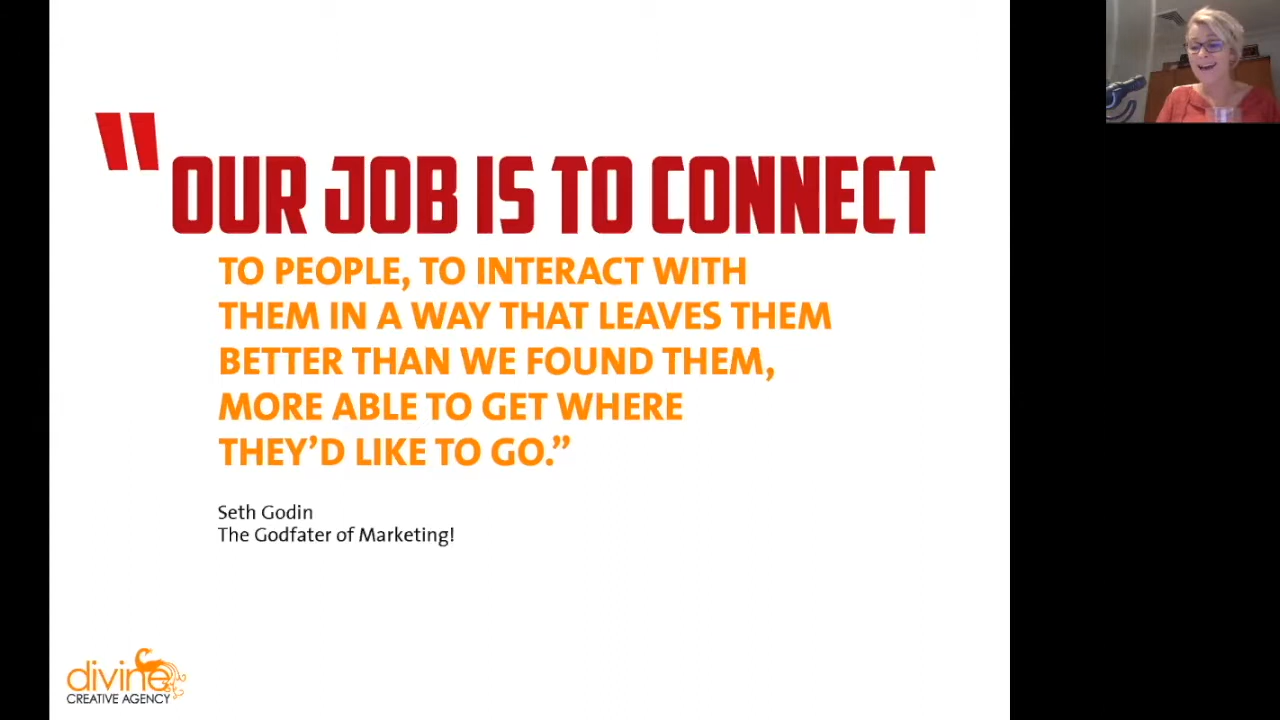 "OUR JOB IS TO CONNECT
TO PEOPLE, TO INTERACT WITH
THEM IN A WAY THAT LEAVES THEM
BETTER THAN WE FOUND THEM,
MORE ABLE TO GET WHERE
THEY’D LIKE TO GO.”
Seth Godin
The Godfater of Marketing!
divine
CREATIVE AGENCY